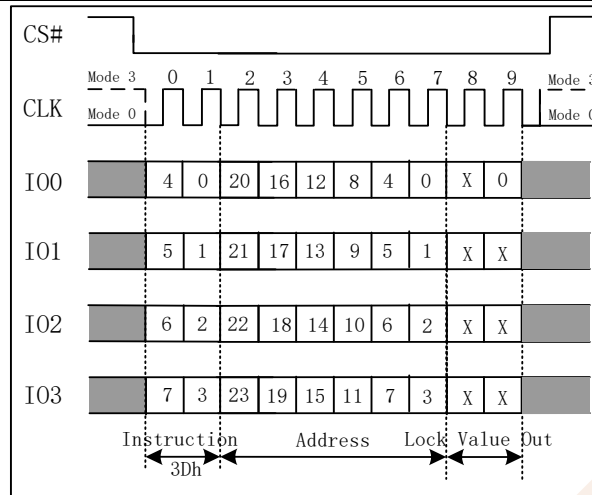 CS#
Mode 3 0 1 2 3 4 5 6 7 8 9 Mode 3
CLK
Mode 0 Mode 0
IO0 4 0 20 16 12 8 4 0 X 0
IO1 5 1 21 17 13 9 5 1 X X
IO2 6 2 22 18 14 10 6 2 X X
IO3 7 3 23 19 15 11 7 3 X X
Instruction Address Lock Value Out
3Dh